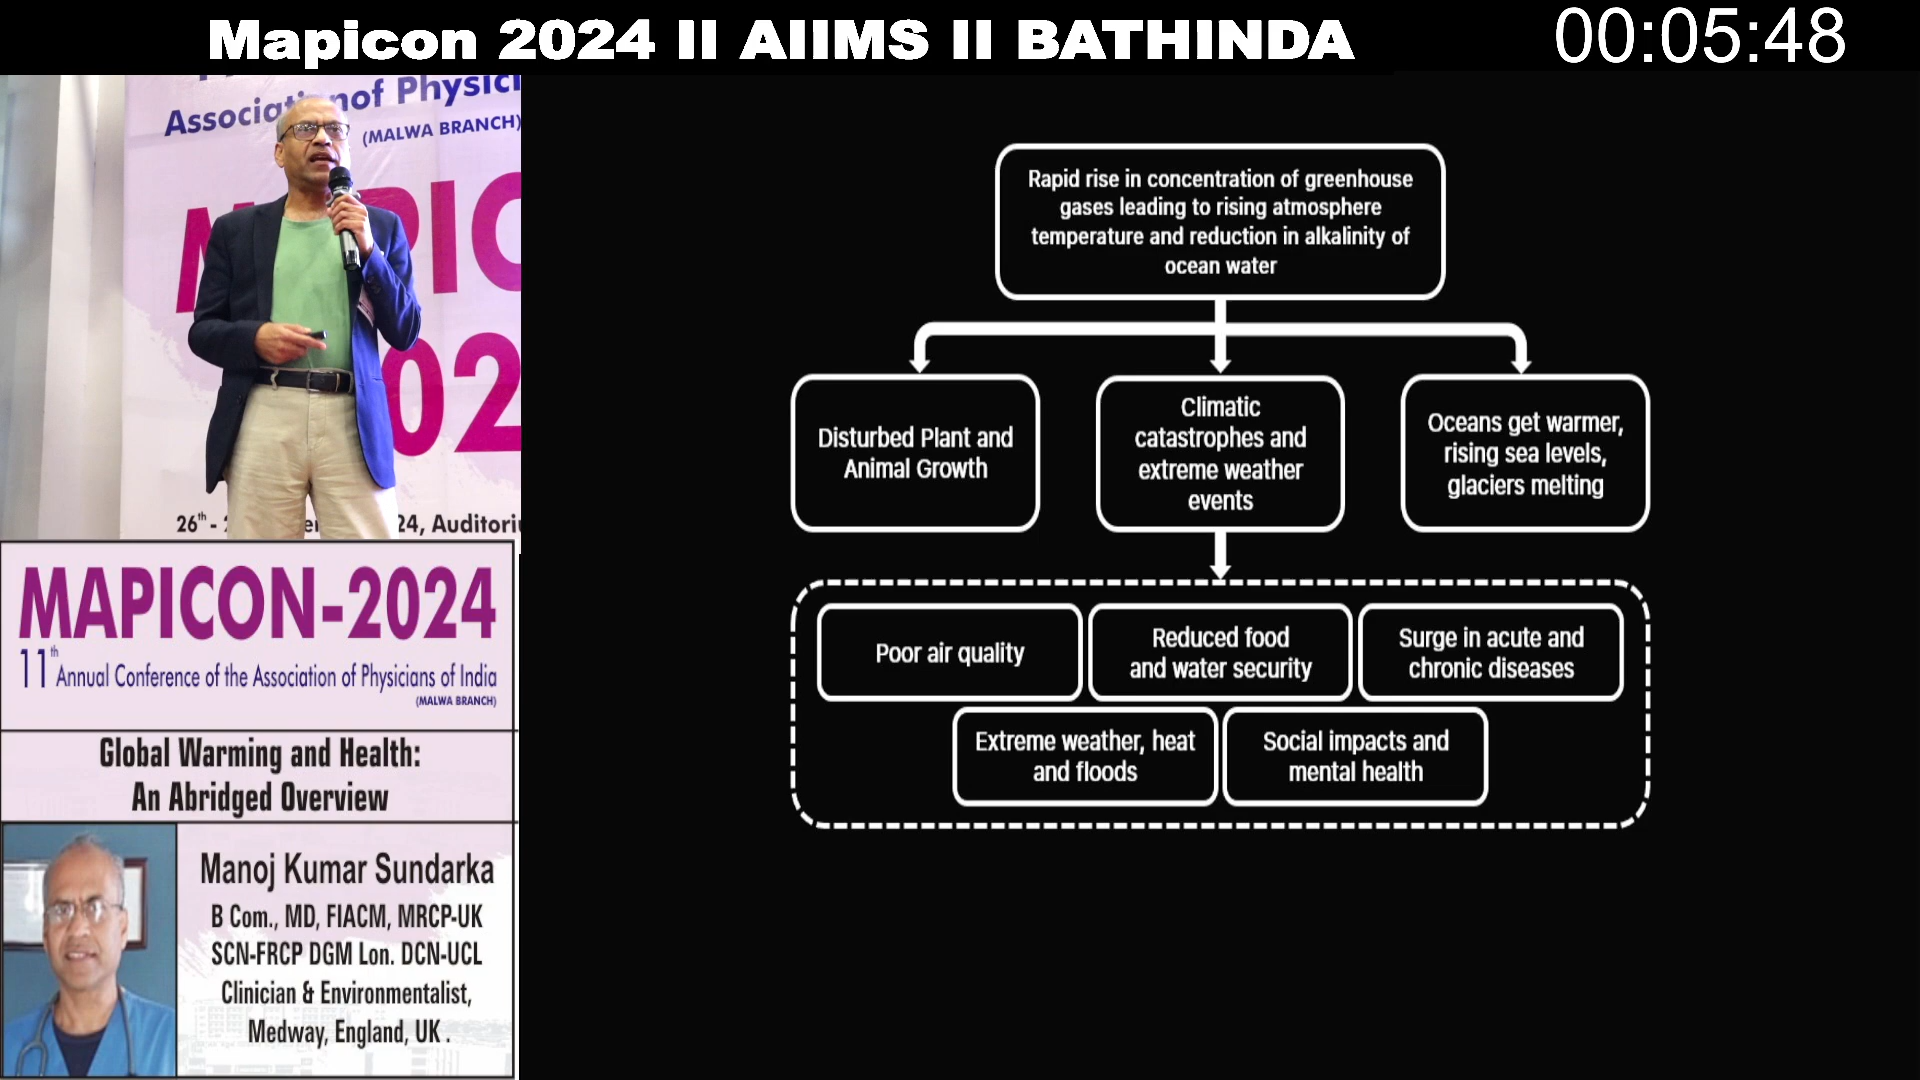 Mapicon 2024 II AIIMS II BATHINDA
00:05:48
Physici
(MALWA BRANCH)
26th -
24, Auditoriu
MAPICON-2024
11th Annual Conference of the Association of Physicians of India
(MALWA BRANCH)
Global Warming and Health:
An Abridged Overview
Manoj Kumar Sundarka
B Com., MD, FIACM, MRCP-UK
SCN-FRCP DGM Lon. DCN-UCL
Clinician & Environmentalist,
Medway, England, UK .
Rapid rise in concentration of greenhouse
gases leading to rising atmosphere
temperature and reduction in alkalinity of
ocean water
Disturbed Plant and
Animal Growth
Climatic
catastrophes and
extreme weather
events
Oceans get warmer,
rising sea levels,
glaciers melting
Poor air quality
Reduced food
and water security
Surge in acute and
chronic diseases
Extreme weather, heat
and floods
Social impacts and
mental health